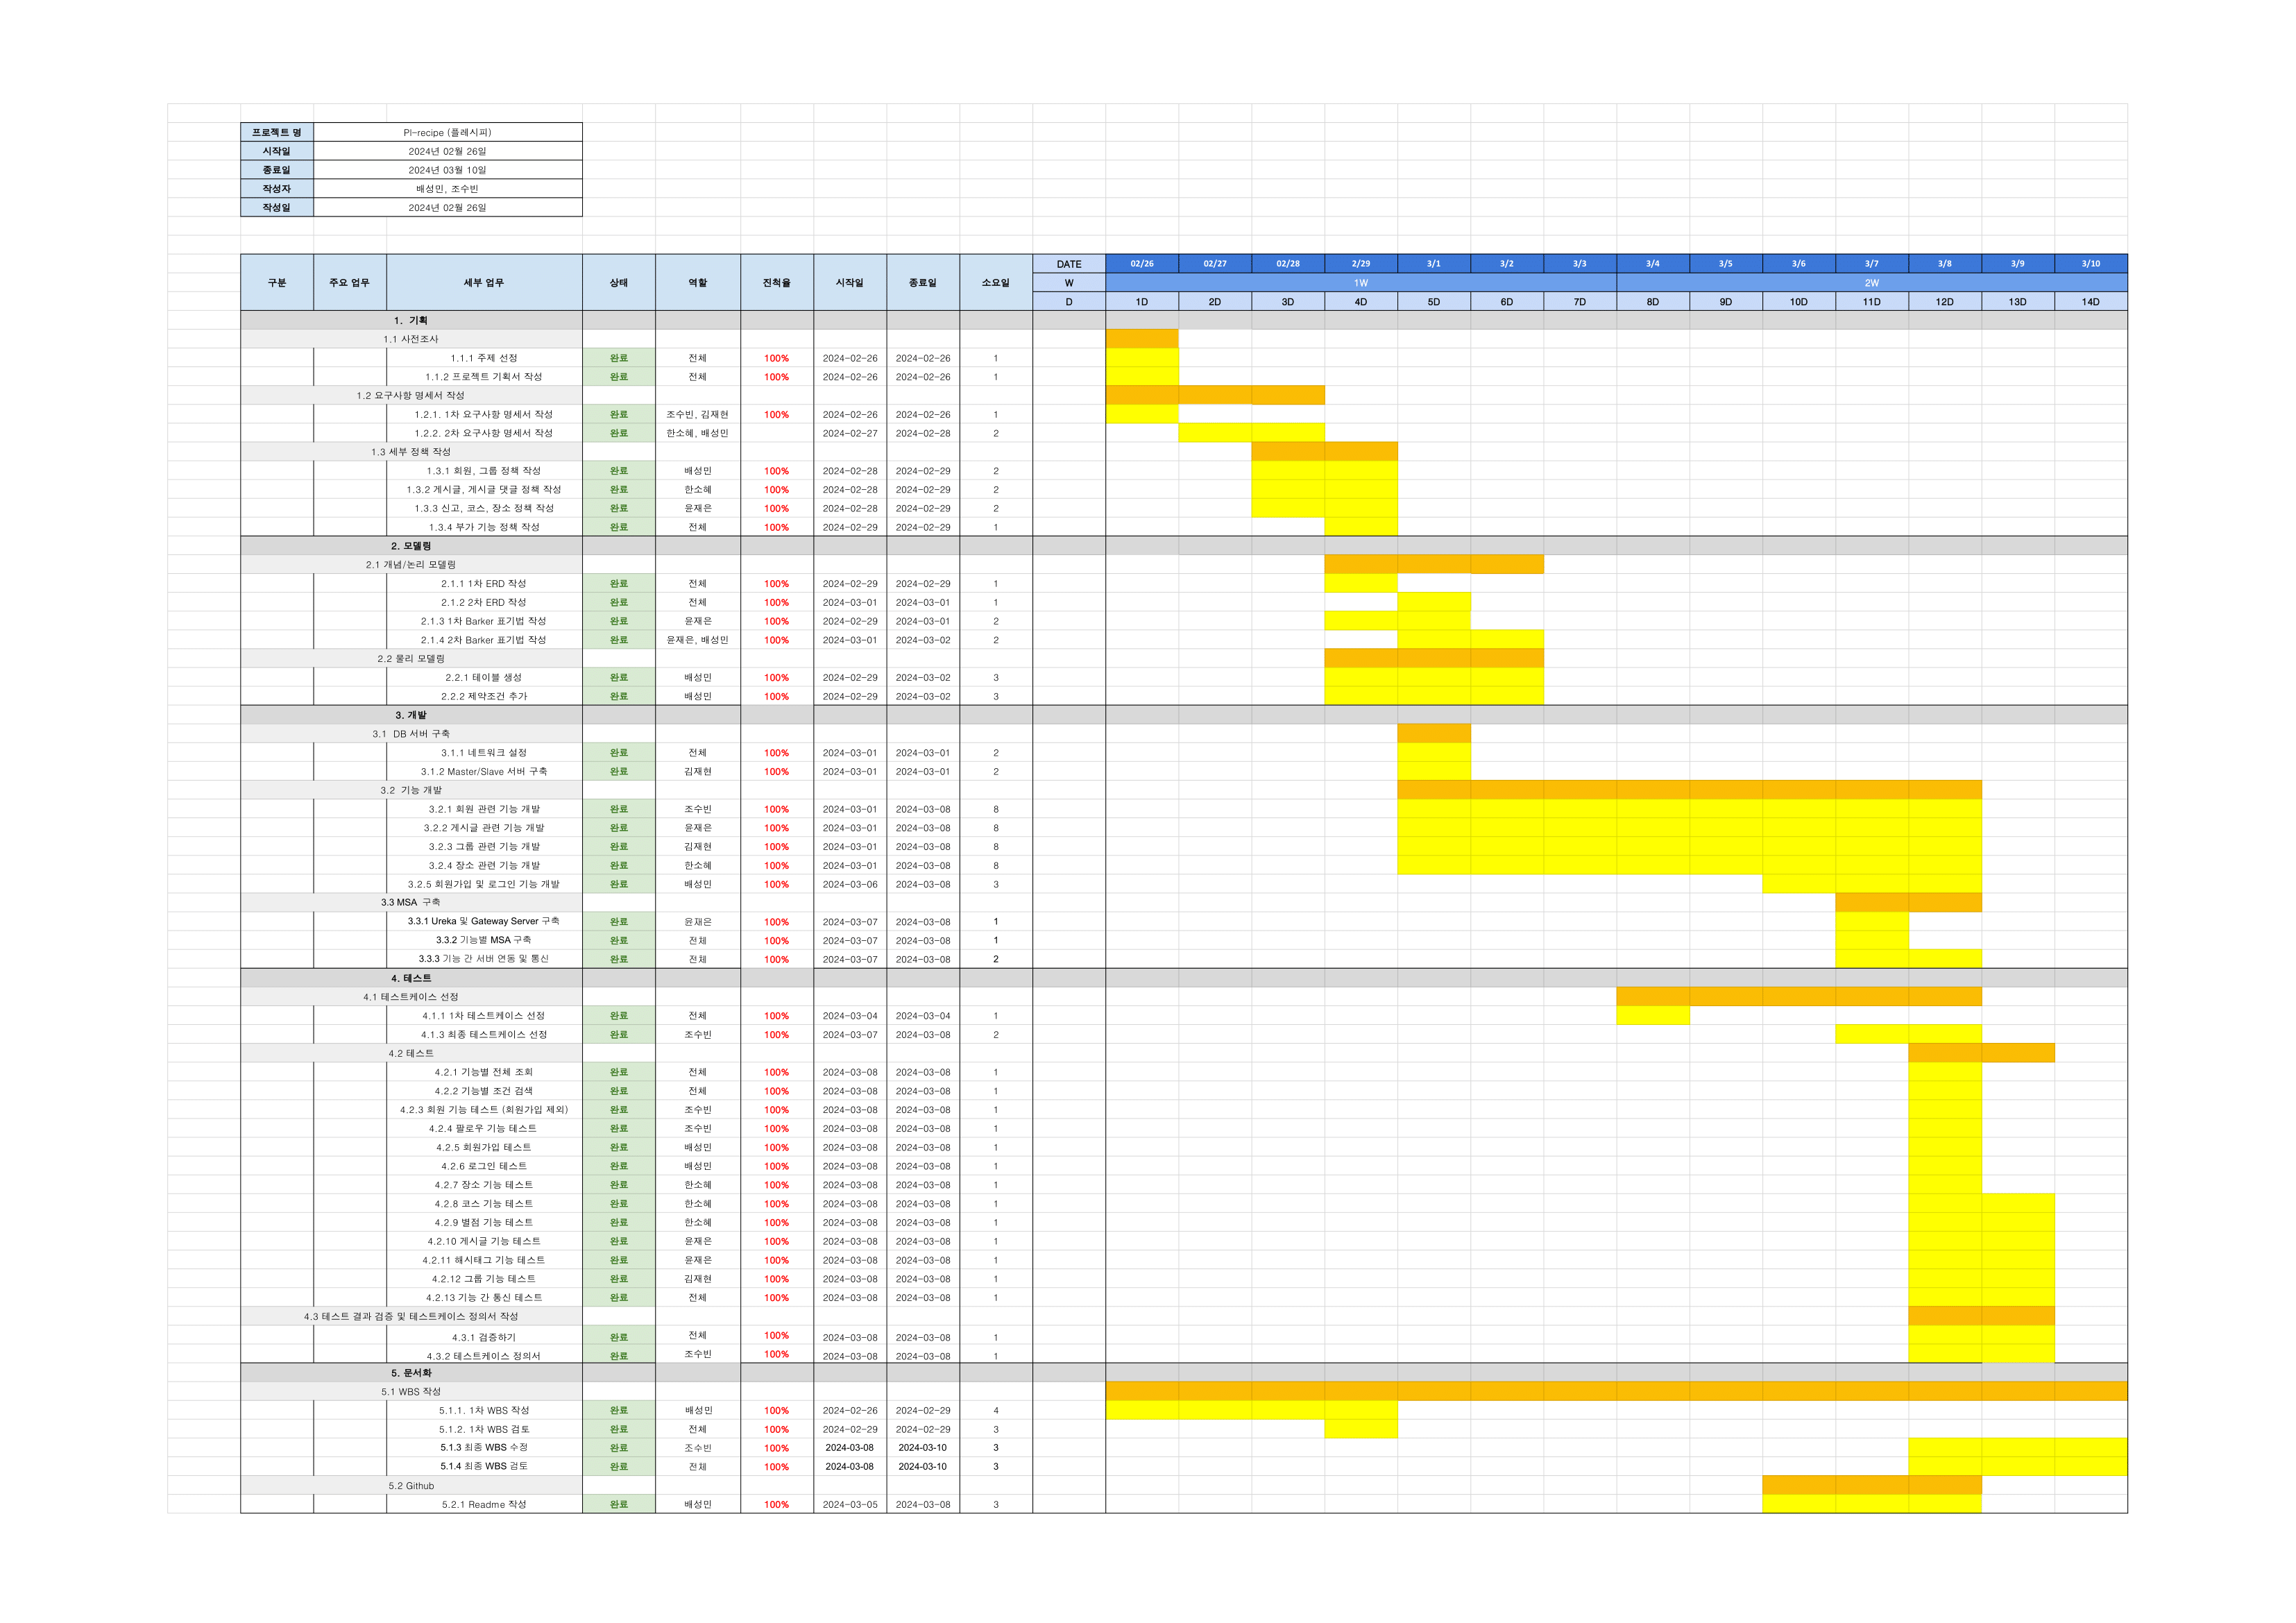 프로젝트 명 Pl-recipe (플레시피)
시작일 2024년 02월 26일
종료일 2024년 03월 10일
작성자 배성민, 조수빈
작성일 2024년 02월 26일
구분 주요 업무 세부 업무 상태 역할 진척율 시작일 종료일 소요일
DATE 02/26 02/27 02/28 2/29 3/1 3/2 3/3 3/4 3/5 3/6 3/7 3/8 3/9 3/10
W 1W 2W
D 1D 2D 3D 4D 5D 6D 7D 8D 9D 10D 11D 12D 13D 14D
1. 기획
1.1 사전조사
1.1.1 주제 선정 완료 전체 100% 2024-02-26 2024-02-26 1
1.1.2 프로젝트 기획서 작성 완료 전체 100% 2024-02-26 2024-02-26 1
1.2 요구사항 명세서 작성
1.2.1. 1차 요구사항 명세서 작성 완료 조수빈, 김재현 100% 2024-02-26 2024-02-26 1
1.2.2. 2차 요구사항 명세서 작성 완료 한소혜, 배성민 2024-02-27 2024-02-28 2
1.3 세부 정책 작성
1.3.1 회원, 그룹 정책 작성 완료 배성민 100% 2024-02-28 2024-02-29 2
1.3.2 게시글, 게시글 댓글 정책 작성 완료 한소혜 100% 2024-02-28 2024-02-29 2
1.3.3 신고, 코스, 장소 정책 작성 완료 윤재은 100% 2024-02-28 2024-02-29 2
1.3.4 부가 기능 정책 작성 완료 전체 100% 2024-02-29 2024-02-29 1
2. 모델링
2.1 개념/논리 모델링
2.1.1 1차 ERD 작성 완료 전체 100% 2024-02-29 2024-02-29 1
2.1.2 2차 ERD 작성 완료 전체 100% 2024-03-01 2024-03-01 1
2.1.3 1차 Barker 표기법 작성 완료 윤재은 100% 2024-02-29 2024-03-01 2
2.1.4 2차 Barker 표기법 작성 완료 윤재은, 배성민 100% 2024-03-01 2024-03-02 2
2.2 물리 모델링
2.2.1 테이블 생성 완료 배성민 100% 2024-02-29 2024-03-02 3
2.2.2 제약조건 추가 완료 배성민 100% 2024-02-29 2024-03-02 3
3. 개발
3.1 DB 서버 구축
3.1.1 네트워크 설정 완료 전체 100% 2024-03-01 2024-03-01 2
3.1.2 Master/Slave 서버 구축 완료 김재현 100% 2024-03-01 2024-03-01 2
3.2 기능 개발
3.2.1 회원 관련 기능 개발 완료 조수빈 100% 2024-03-01 2024-03-08 8
3.2.2 게시글 관련 기능 개발 완료 윤재은 100% 2024-03-01 2024-03-08 8
3.2.3 그룹 관련 기능 개발 완료 김재현 100% 2024-03-01 2024-03-08 8
3.2.4 장소 관련 기능 개발 완료 한소혜 100% 2024-03-01 2024-03-08 8
3.2.5 회원가입 및 로그인 기능 개발 완료 배성민 100% 2024-03-06 2024-03-08 3
3.3 MSA 구축
3.3.1 Ureka 및 Gateway Server 구축 완료 윤재은 100% 2024-03-07 2024-03-08 1
3.3.2 기능별 MSA 구축 완료 전체 100% 2024-03-07 2024-03-08 1
3.3.3 기능 간 서버 연동 및 통신 완료 전체 100% 2024-03-07 2024-03-08 2
4. 테스트
4.1 테스트케이스 선정
4.1.1 1차 테스트케이스 선정 완료 전체 100% 2024-03-04 2024-03-04 1
4.1.3 최종 테스트케이스 선정 완료 조수빈 100% 2024-03-07 2024-03-08 2
4.2 테스트
4.2.1 기능별 전체 조회 완료 전체 100% 2024-03-08 2024-03-08 1
4.2.2 기능별 조건 검색 완료 전체 100% 2024-03-08 2024-03-08 1
4.2.3 회원 기능 테스트 (회원가입 제외) 완료 조수빈 100% 2024-03-08 2024-03-08 1
4.2.4 팔로우 기능 테스트 완료 조수빈 100% 2024-03-08 2024-03-08 1
4.2.5 회원가입 테스트 완료 배성민 100% 2024-03-08 2024-03-08 1
4.2.6 로그인 테스트 완료 배성민 100% 2024-03-08 2024-03-08 1
4.2.7 장소 기능 테스트 완료 한소혜 100% 2024-03-08 2024-03-08 1
4.2.8 코스 기능 테스트 완료 한소혜 100% 2024-03-08 2024-03-08 1
4.2.9 별점 기능 테스트 완료 한소혜 100% 2024-03-08 2024-03-08 1
4.2.10 게시글 기능 테스트 완료 윤재은 100% 2024-03-08 2024-03-08 1
4.2.11 해시태그 기능 테스트 완료 윤재은 100% 2024-03-08 2024-03-08 1
4.2.12 그룹 기능 테스트 완료 김재현 100% 2024-03-08 2024-03-08 1
4.2.13 기능 간 통신 테스트 완료 전체 100% 2024-03-08 2024-03-08 1
4.3 테스트 결과 검증 및 테스트케이스 정의서 작성
4.3.1 검증하기 완료 전체 100% 2024-03-08 2024-03-08 1
4.3.2 테스트케이스 정의서 완료 조수빈 100% 2024-03-08 2024-03-08 1
5. 문서화
5.1 WBS 작성
5.1.1. 1차 WBS 작성 완료 배성민 100% 2024-02-26 2024-02-29 4
5.1.2. 1차 WBS 검토 완료 전체 100% 2024-02-29 2024-02-29 3
5.1.3 최종 WBS 수정 완료 조수빈 100% 2024-03-08 2024-03-10 3
5.1.4 최종 WBS 검토 완료 전체 100% 2024-03-08 2024-03-10 3
5.2 Github
5.2.1 Readme 작성 완료 배성민 100% 2024-03-05 2024-03-08 3